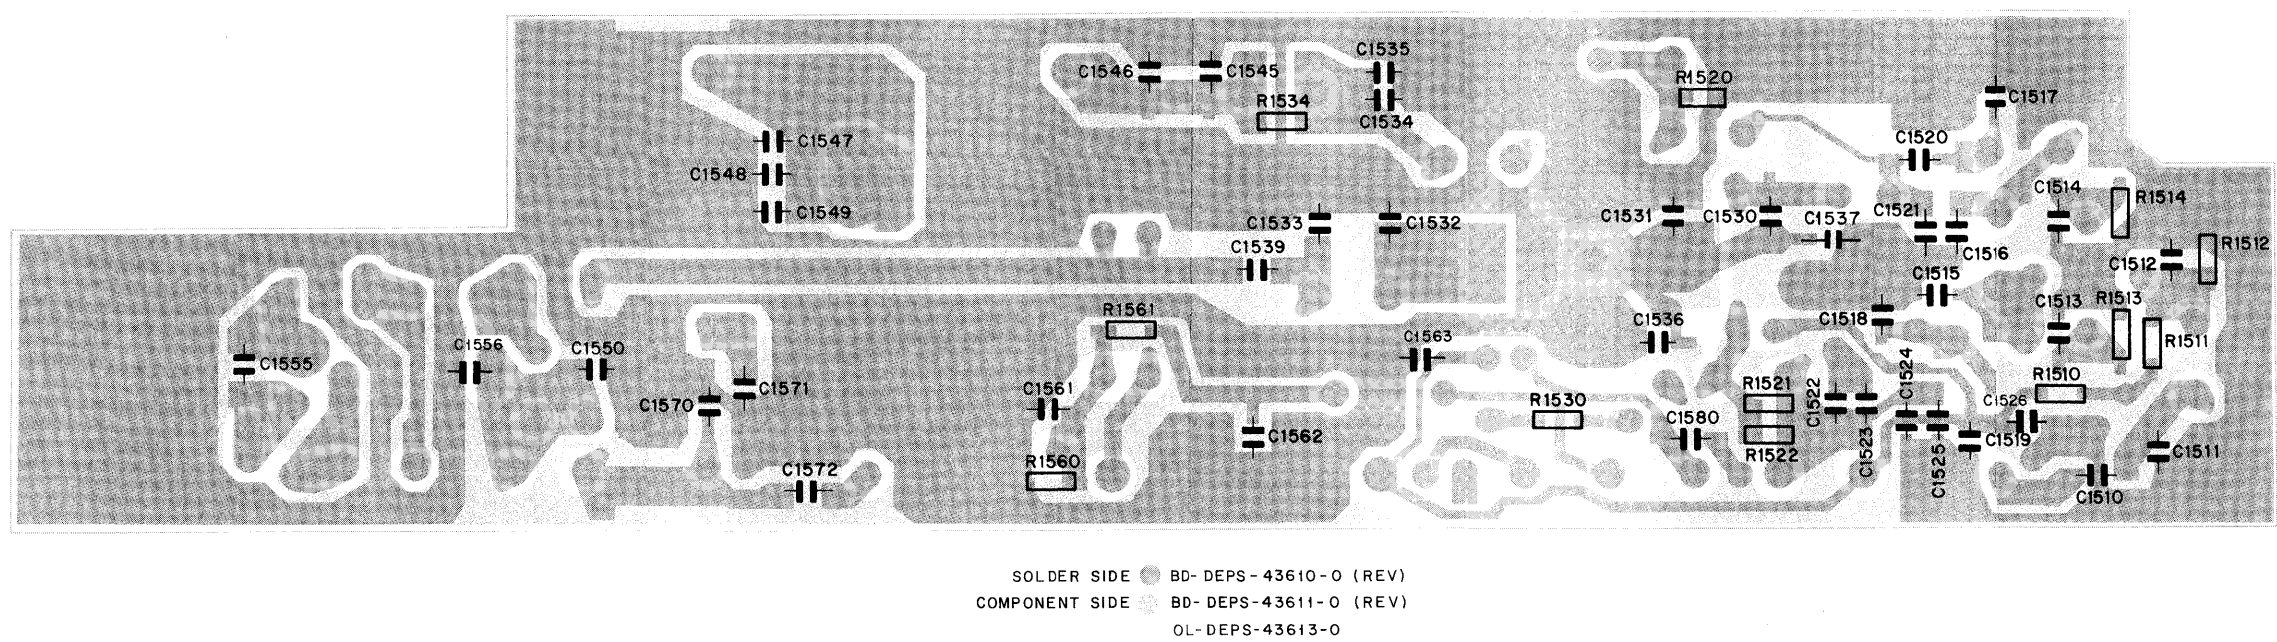 C1535
C1546
C1545
R1520
R1534
C1517
C1534
C1520
C1547
C1548
C1514
R1514
C1549
C1533
C1532
C1531
C1530
C1537
C1521
C1516
R1512
C1539
C1512
C1515
R1561
C1513
R1513
C1518
C1536
C1563
C1556
C1550
R1511
C1555
C1524
C1571
C1561
R1510
R1521
C1522
C1570
R1530
C1526
C1580
C1562
C1519
R1522
C1523
C1525
C1511
R1560
C1572
C1510
SOLDER SIDE BD-DEPS-43610-0 (REV)
COMPONENT SIDE BD-DEPS-43611-0 (REV)
OL-DEPS-43613-0